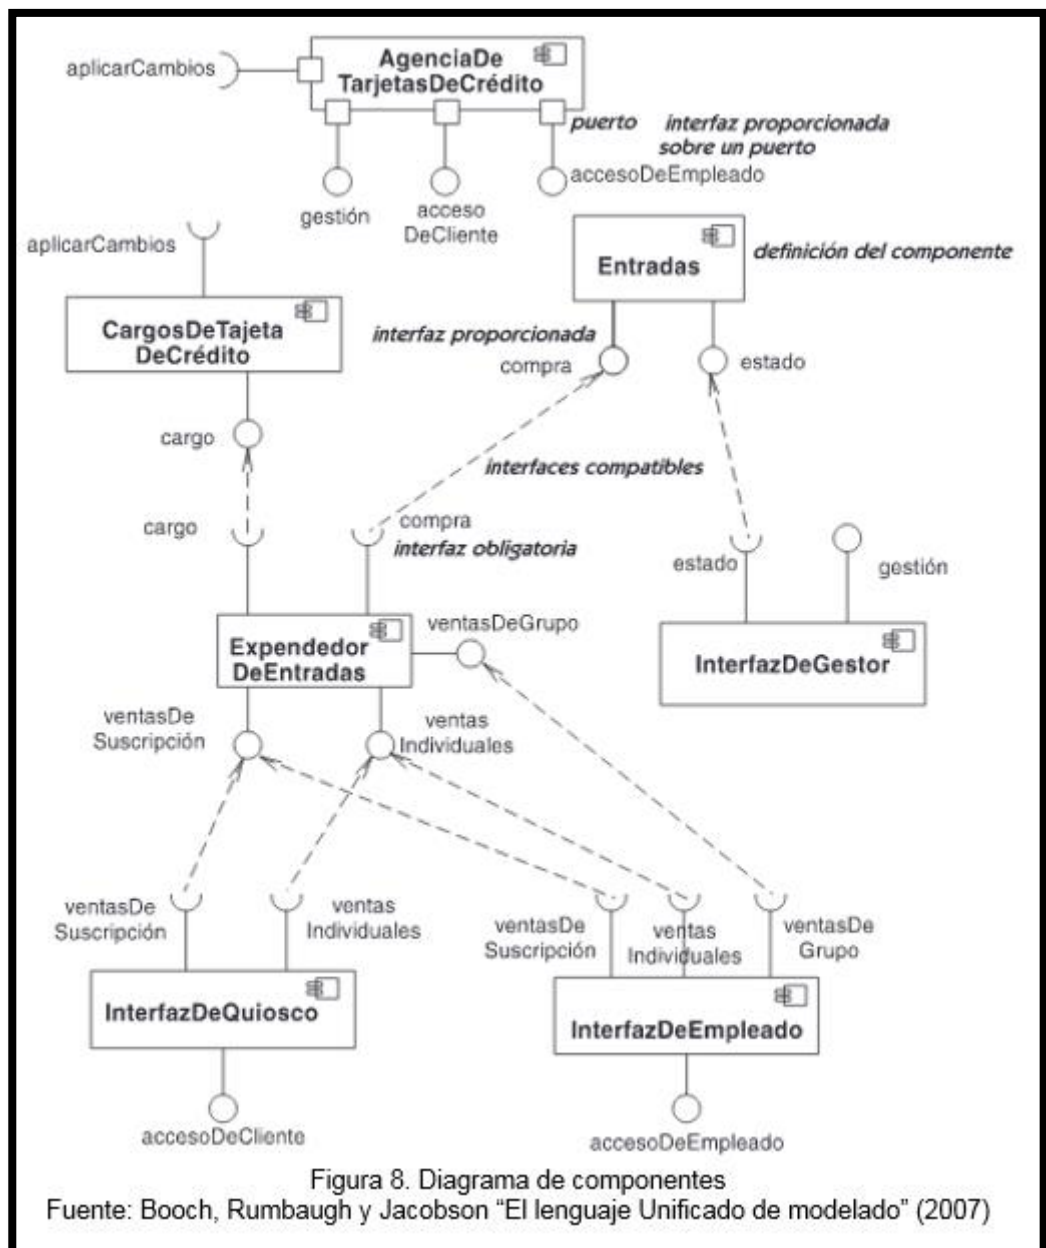 AgenciaDe
TarjetasDeCrédito
aplicarCambios
puerto
interfaz proporcionada
sobre un puerto
accesoDeEmpleado
gestión
acceso
DeCliente
aplicarCambios
Entradas
definición del componente
CargosDeTajeta
DeCrédito
interfaz proporcionada
compra
estado
cargo
interfaces compatibles
cargo
compra
interfaz obligatoria
estado
gestión
Expendedor
DeEntradas
ventasDeGrupo
InterfazDeGestor
ventasDe
Suscripción
ventas
Individuales
ventasDe
Suscripción
ventas
Individuales
ventasDe
Suscripción
ventas
Individuales
ventasDe
Grupo
InterfazDeQuiosco
InterfazDeEmpleado
accesoDeCliente
accesoDeEmpleado
Figura 8. Diagrama de componentes
Fuente: Booch, Rumbaugh y Jacobson “El lenguaje Unificado de modelado” (2007)